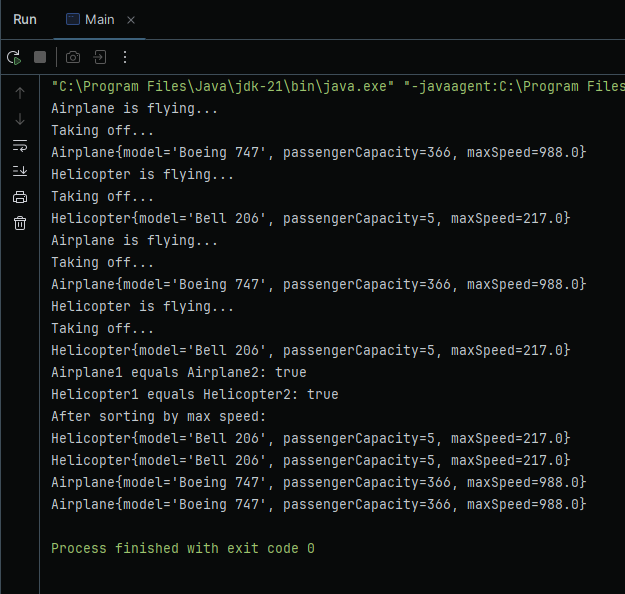 Run Main
"C:\Program Files\Java\jdk-21\bin\java.exe" "-javaagent:C:\Program Files
Airplane is flying...
Taking off...
Airplane{model='Boeing 747', passengerCapacity=366, maxSpeed=988.0}
Helicopter is flying...
Taking off...
Helicopter{model='Bell 206', passengerCapacity=5, maxSpeed=217.0}
Airplane is flying...
Taking off...
Airplane{model='Boeing 747', passengerCapacity=366, maxSpeed=988.0}
Helicopter is flying...
Taking off...
Helicopter{model='Bell 206', passengerCapacity=5, maxSpeed=217.0}
Airplane1 equals Airplane2: true
Helicopter1 equals Helicopter2: true
After sorting by max speed:
Helicopter{model='Bell 206', passengerCapacity=5, maxSpeed=217.0}
Helicopter{model='Bell 206', passengerCapacity=5, maxSpeed=217.0}
Airplane{model='Boeing 747', passengerCapacity=366, maxSpeed=988.0}
Airplane{model='Boeing 747', passengerCapacity=366, maxSpeed=988.0}
Process finished with exit code 0